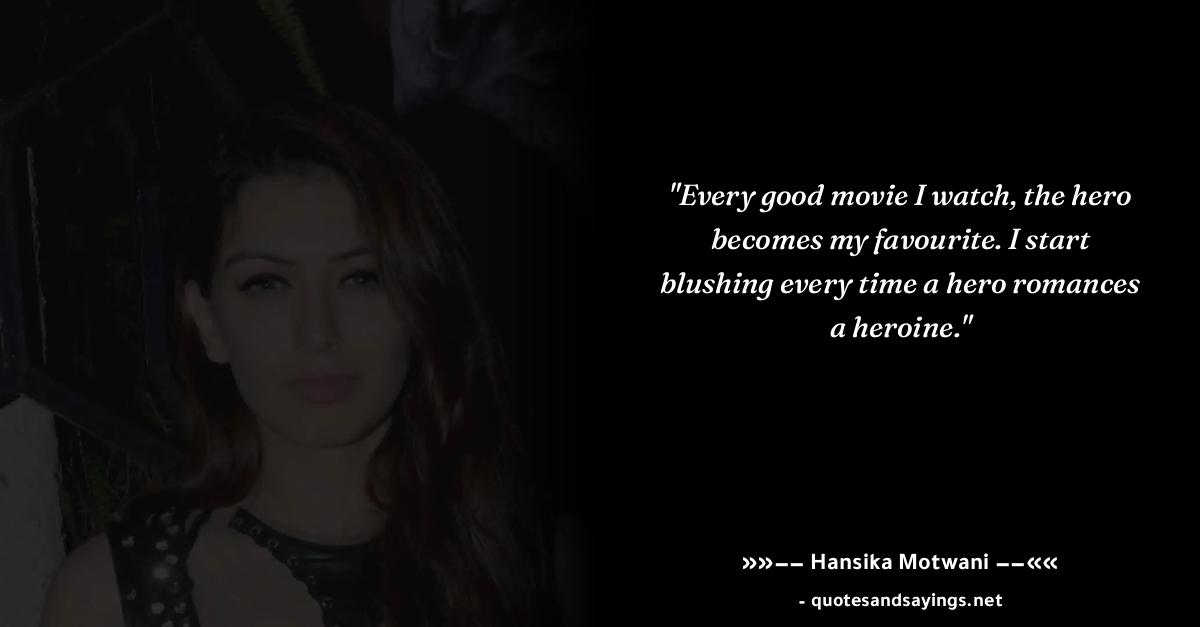 "Every good movie I watch, the hero
becomes my favourite. I start
blushing every time a hero romances
a heroine."
»»−− Hansika Motwani −−««
- quotesandsayings.net